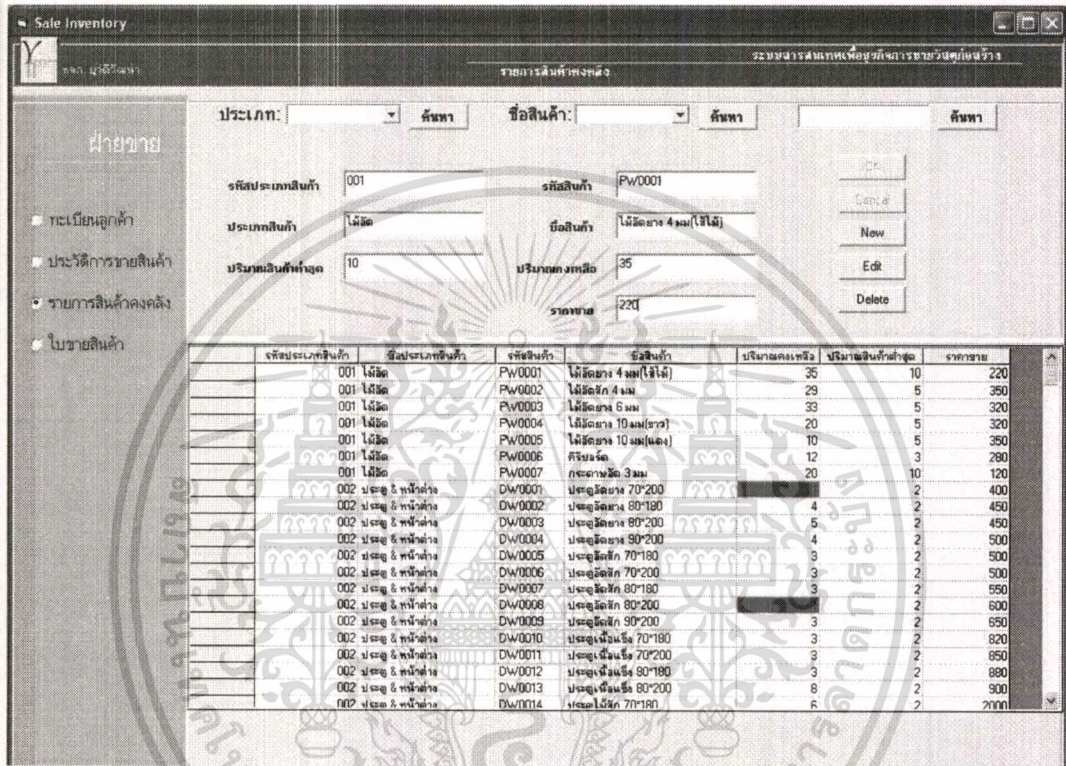 Sale Inventory
ระบบสารสนเทศเพื่อธุรกิจการขายวัสดุก่อสร้าง
รายการสินค้าคงคลัง
ประเภท: ค้นหา ชื่อสินค้า: ค้นหา ค้นหา
ฝ่ายขาย
ทะเบียนลูกค้า
ประวัติการขายสินค้า
รายการสินค้าคงคลัง
ใบขายสินค้า
รหัสประเภทสินค้า 001 รหัสสินค้า PW0001
ประเภทสินค้า ไม้อัด ชื่อสินค้า ไม้อัดยาง 4 มม(ไส้ไม้)
ปริมาณสินค้าต่ำสุด 10 ปริมาณคงเหลือ 35
ราคาขาย 220
Cancel
New
Edit
Delete
รหัสประเภทสินค้า ชื่อประเภทสินค้า รหัสสินค้า ชื่อสินค้า ปริมาณคงเหลือ ปริมาณสินค้าต่ำสุด ราคาขาย
001 ไม้อัด PW0001 ไม้อัดยาง 4 มม(ไส้ไม้) 35 10 220
001 ไม้อัด PW0002 ไม้อัดสัก 4 มม 29 5 350
001 ไม้อัด PW0003 ไม้อัดยาง 6 มม 33 5 320
001 ไม้อัด PW0004 ไม้อัดยาง 10 มม(ขาว) 20 5 320
001 ไม้อัด PW0005 ไม้อัดยาง 10 มม(แดง) 10 5 350
001 ไม้อัด PW0006 คิริบอร์ด 12 3 280
001 ไม้อัด PW0007 กระดาษอัด 3 มม 20 10 120
002 ประตู & หน้าต่าง DW0001 ประตูอัดยาง 70*200 2 400
002 ประตู & หน้าต่าง DW0002 ประตูอัดยาง 80*180 4 2 450
002 ประตู & หน้าต่าง DW0003 ประตูอัดยาง 80*200 5 2 450
002 ประตู & หน้าต่าง DW0004 ประตูอัดยาง 90*200 4 2 500
002 ประตู & หน้าต่าง DW0005 ประตูอัดสัก 70*180 3 2 500
002 ประตู & หน้าต่าง DW0006 ประตูอัดสัก 70*200 3 2 500
002 ประตู & หน้าต่าง DW0007 ประตูอัดสัก 80*180 3 2 550
002 ประตู & หน้าต่าง DW0008 ประตูอัดสัก 80*200 2 600
002 ประตู & หน้าต่าง DW0009 ประตูอัดสัก 90*200 3 2 650
002 ประตู & หน้าต่าง DW0010 ประตูเนื้อแข็ง 70*180 3 2 820
002 ประตู & หน้าต่าง DW0011 ประตูเนื้อแข็ง 70*200 3 2 850
002 ประตู & หน้าต่าง DW0012 ประตูเนื้อแข็ง 80*180 3 2 880
002 ประตู & หน้าต่าง DW0013 ประตูเนื้อแข็ง 80*200 8 2 900
002 ประตู & หน้าต่าง DW0014 ประตูไม้สัก 70*180 6 2 2000